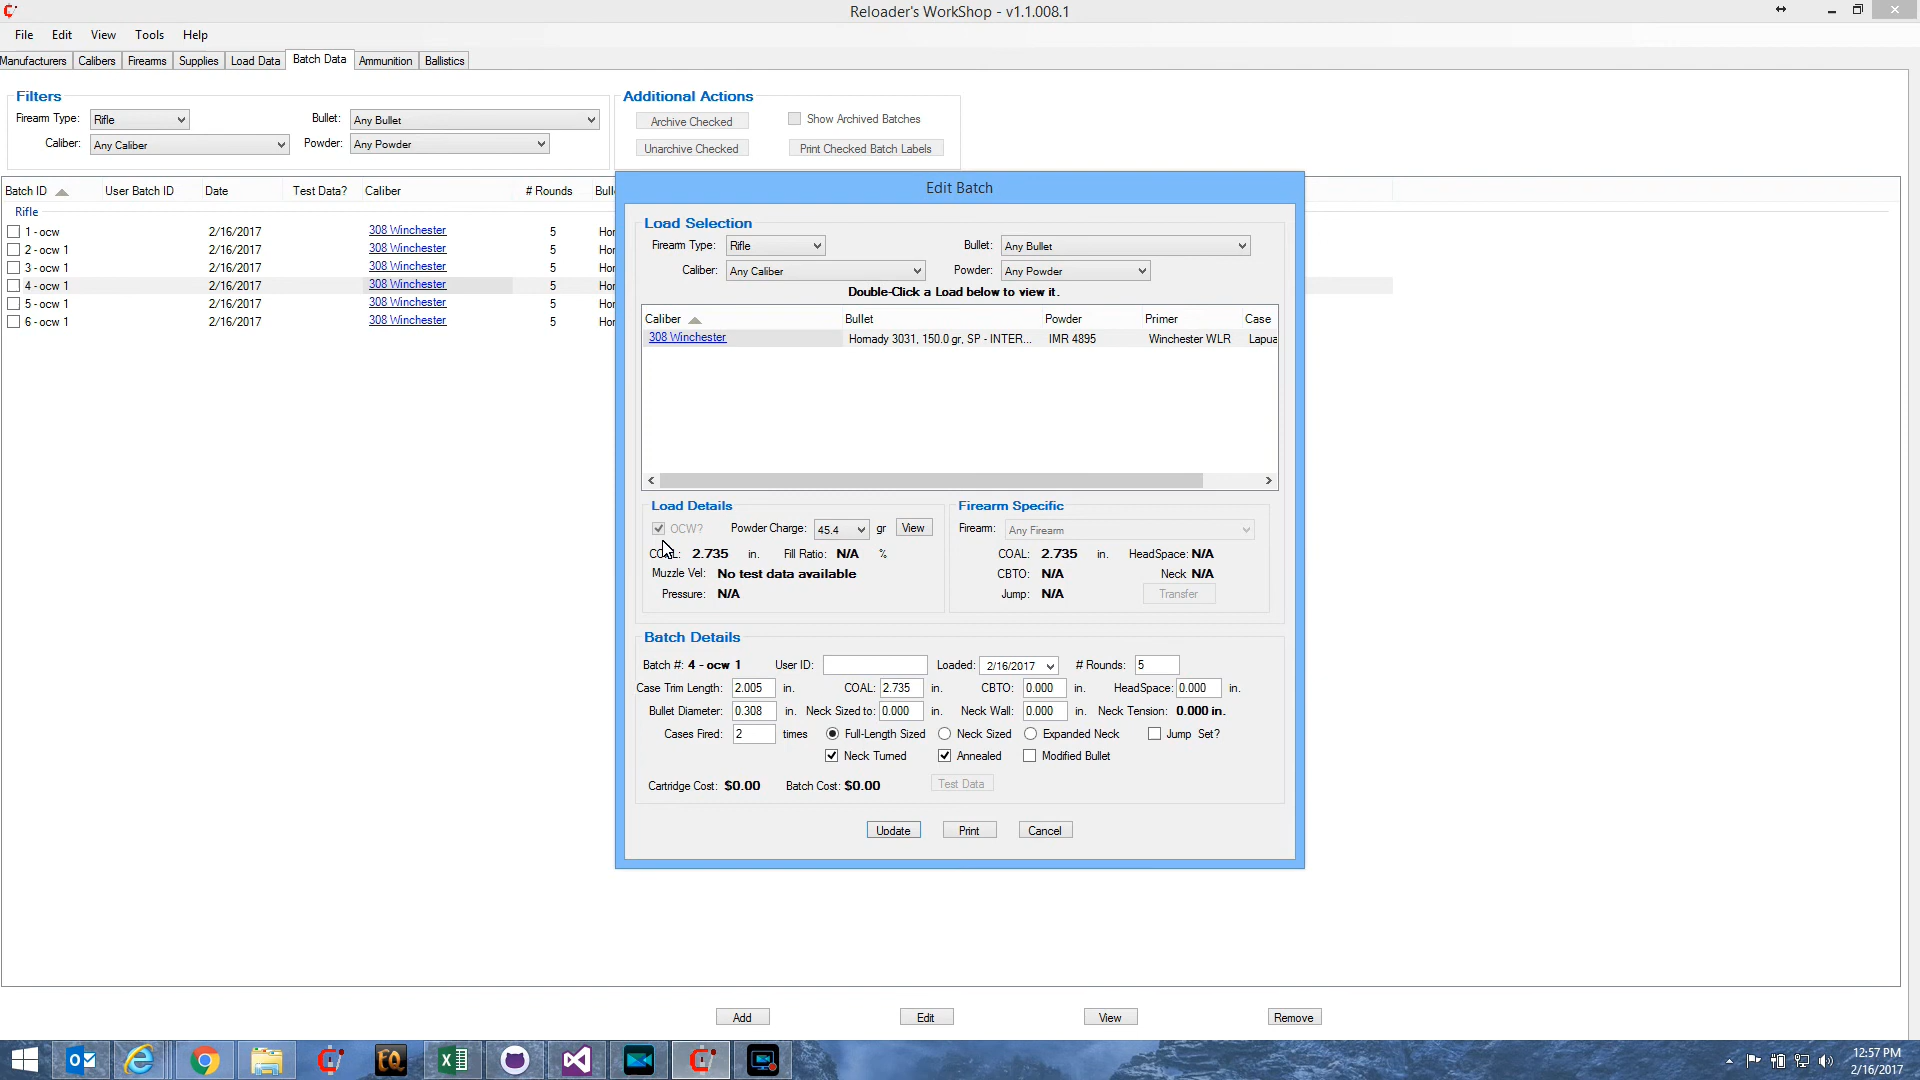 Reloader's WorkShop - v1.1.008.1
File Edit View Tools Help
Manufacturers Calibers Firearms Supplies Load Data Batch Data Ammunition Ballistics
Filters
Firearm Type: Rifle Bullet: Any Bullet
Caliber: Any Caliber Powder: Any Powder
Additional Actions
Archive Checked Show Archived Batches
Unarchive Checked Print Checked Batch Labels
Batch ID User Batch ID Date Test Data? Caliber # Rounds
Rifle
1 - ocw 2/16/2017 308 Winchester 5
2 - ocw 1 2/16/2017 308 Winchester 5
3 - ocw 1 2/16/2017 308 Winchester 5
4 - ocw 1 2/16/2017 308 Winchester 5
5 - ocw 1 2/16/2017 308 Winchester 5
6 - ocw 1 2/16/2017 308 Winchester 5
Edit Batch
Load Selection
Firearm Type: Rifle Bullet: Any Bullet
Caliber: Any Caliber Powder: Any Powder
Double-Click a Load below to view it.
Caliber Bullet Powder Primer Case
308 Winchester Hornady 3031, 150.0 gr, SP - INTER... IMR 4895 Winchester WLR Lapua
Load Details
OCW? Powder Charge: 45.4 gr View
COAL: 2.735 in. Fill Ratio: N/A %
Muzzle Vel: No test data available
Pressure: N/A
Firearm Specific
Firearm: Any Firearm
COAL: 2.735 in. HeadSpace: N/A
CBTO: N/A Neck N/A
Jump: N/A Transfer
Batch Details
Batch #: 4 - ocw 1 User ID: Loaded: 2/16/2017 # Rounds: 5
Case Trim Length: 2.005 in. COAL: 2.735 in. CBTO: 0.000 in. HeadSpace: 0.000 in.
Bullet Diameter: 0.308 in. Neck Sized to: 0.000 in. Neck Wall: 0.000 in. Neck Tension: 0.000 in.
Cases Fired: 2 times Full-Length Sized Neck Sized Expanded Neck Jump Set?
Neck Turned Annealed Modified Bullet
Cartridge Cost: $0.00 Batch Cost: $0.00 Test Data
Update Print Cancel
Add Edit View Remove
12:57 PM
2/16/2017